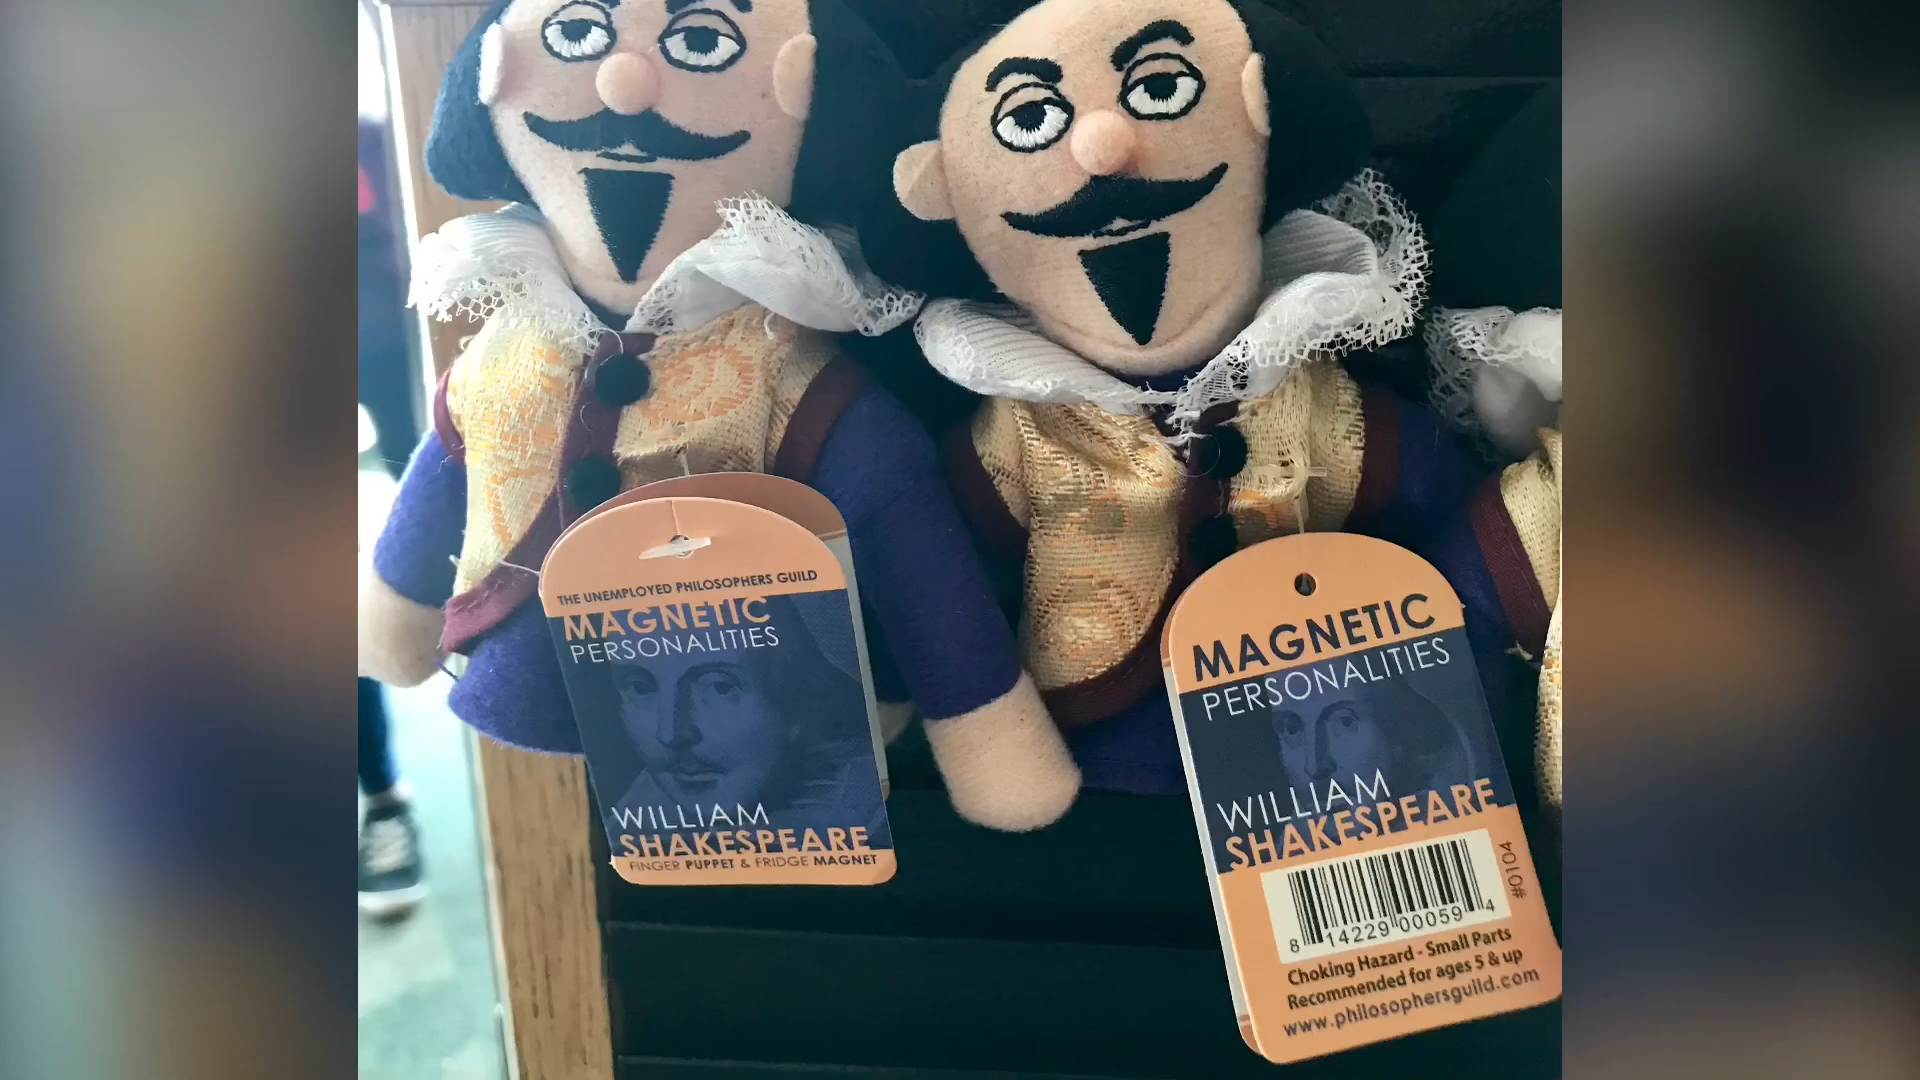 THE UNEMPLOYED PHILOSOPHERS GUILD
MAGNETIC
PERSONALITIES
WILLIAM
SHAKESPEARE
FINGER PUPPET & FRIDGE MAGNET
MAGNETIC
PERSONALITIES
WILLIAM
SHAKESPEARE
#0104
8 14229 00059 4
Choking Hazard - Small Parts
Recommended for ages 5 & up
www.philosophersguild.com